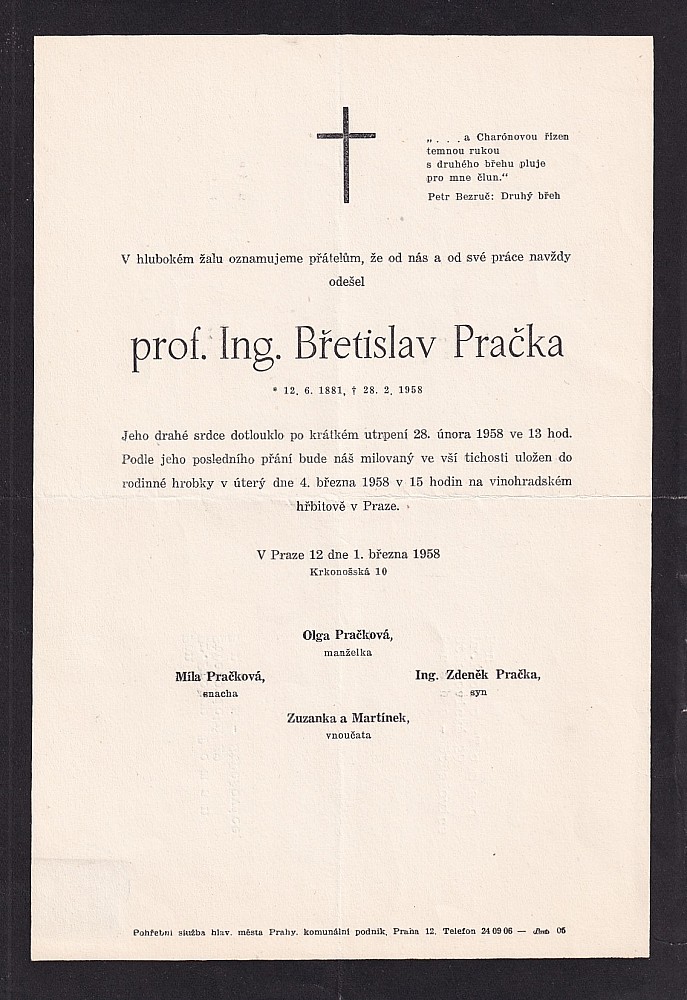 „. . . a Charónovou řízen
temnou rukou
s druhého břehu pluje
pro mne člun.“
Petr Bezruč: Druhý břeh
V hlubokém žalu oznamujeme přátelům, že od nás a od své práce navždy
odešel
prof. Ing. Břetislav Pračka
* 12. 6. 1881, † 28. 2. 1958
Jeho drahé srdce dotlouklo po krátkém utrpení 28. února 1958 ve 13 hod.
Podle jeho posledního přání bude náš milovaný ve vší tichosti uložen do
rodinné hrobky v úterý dne 4. března 1958 v 15 hodin na vinohradském
hřbitově v Praze.
V Praze 12 dne 1. března 1958
Krkonošská 10
Olga Pračková,
manželka
Míla Pračková,
snacha
Ing. Zdeněk Pračka,
syn
Zuzanka a Martínek,
vnoučata
Pohřební služba hlav. města Prahy, komunální podnik, Praha 12. Telefon 24 09 06 — 05